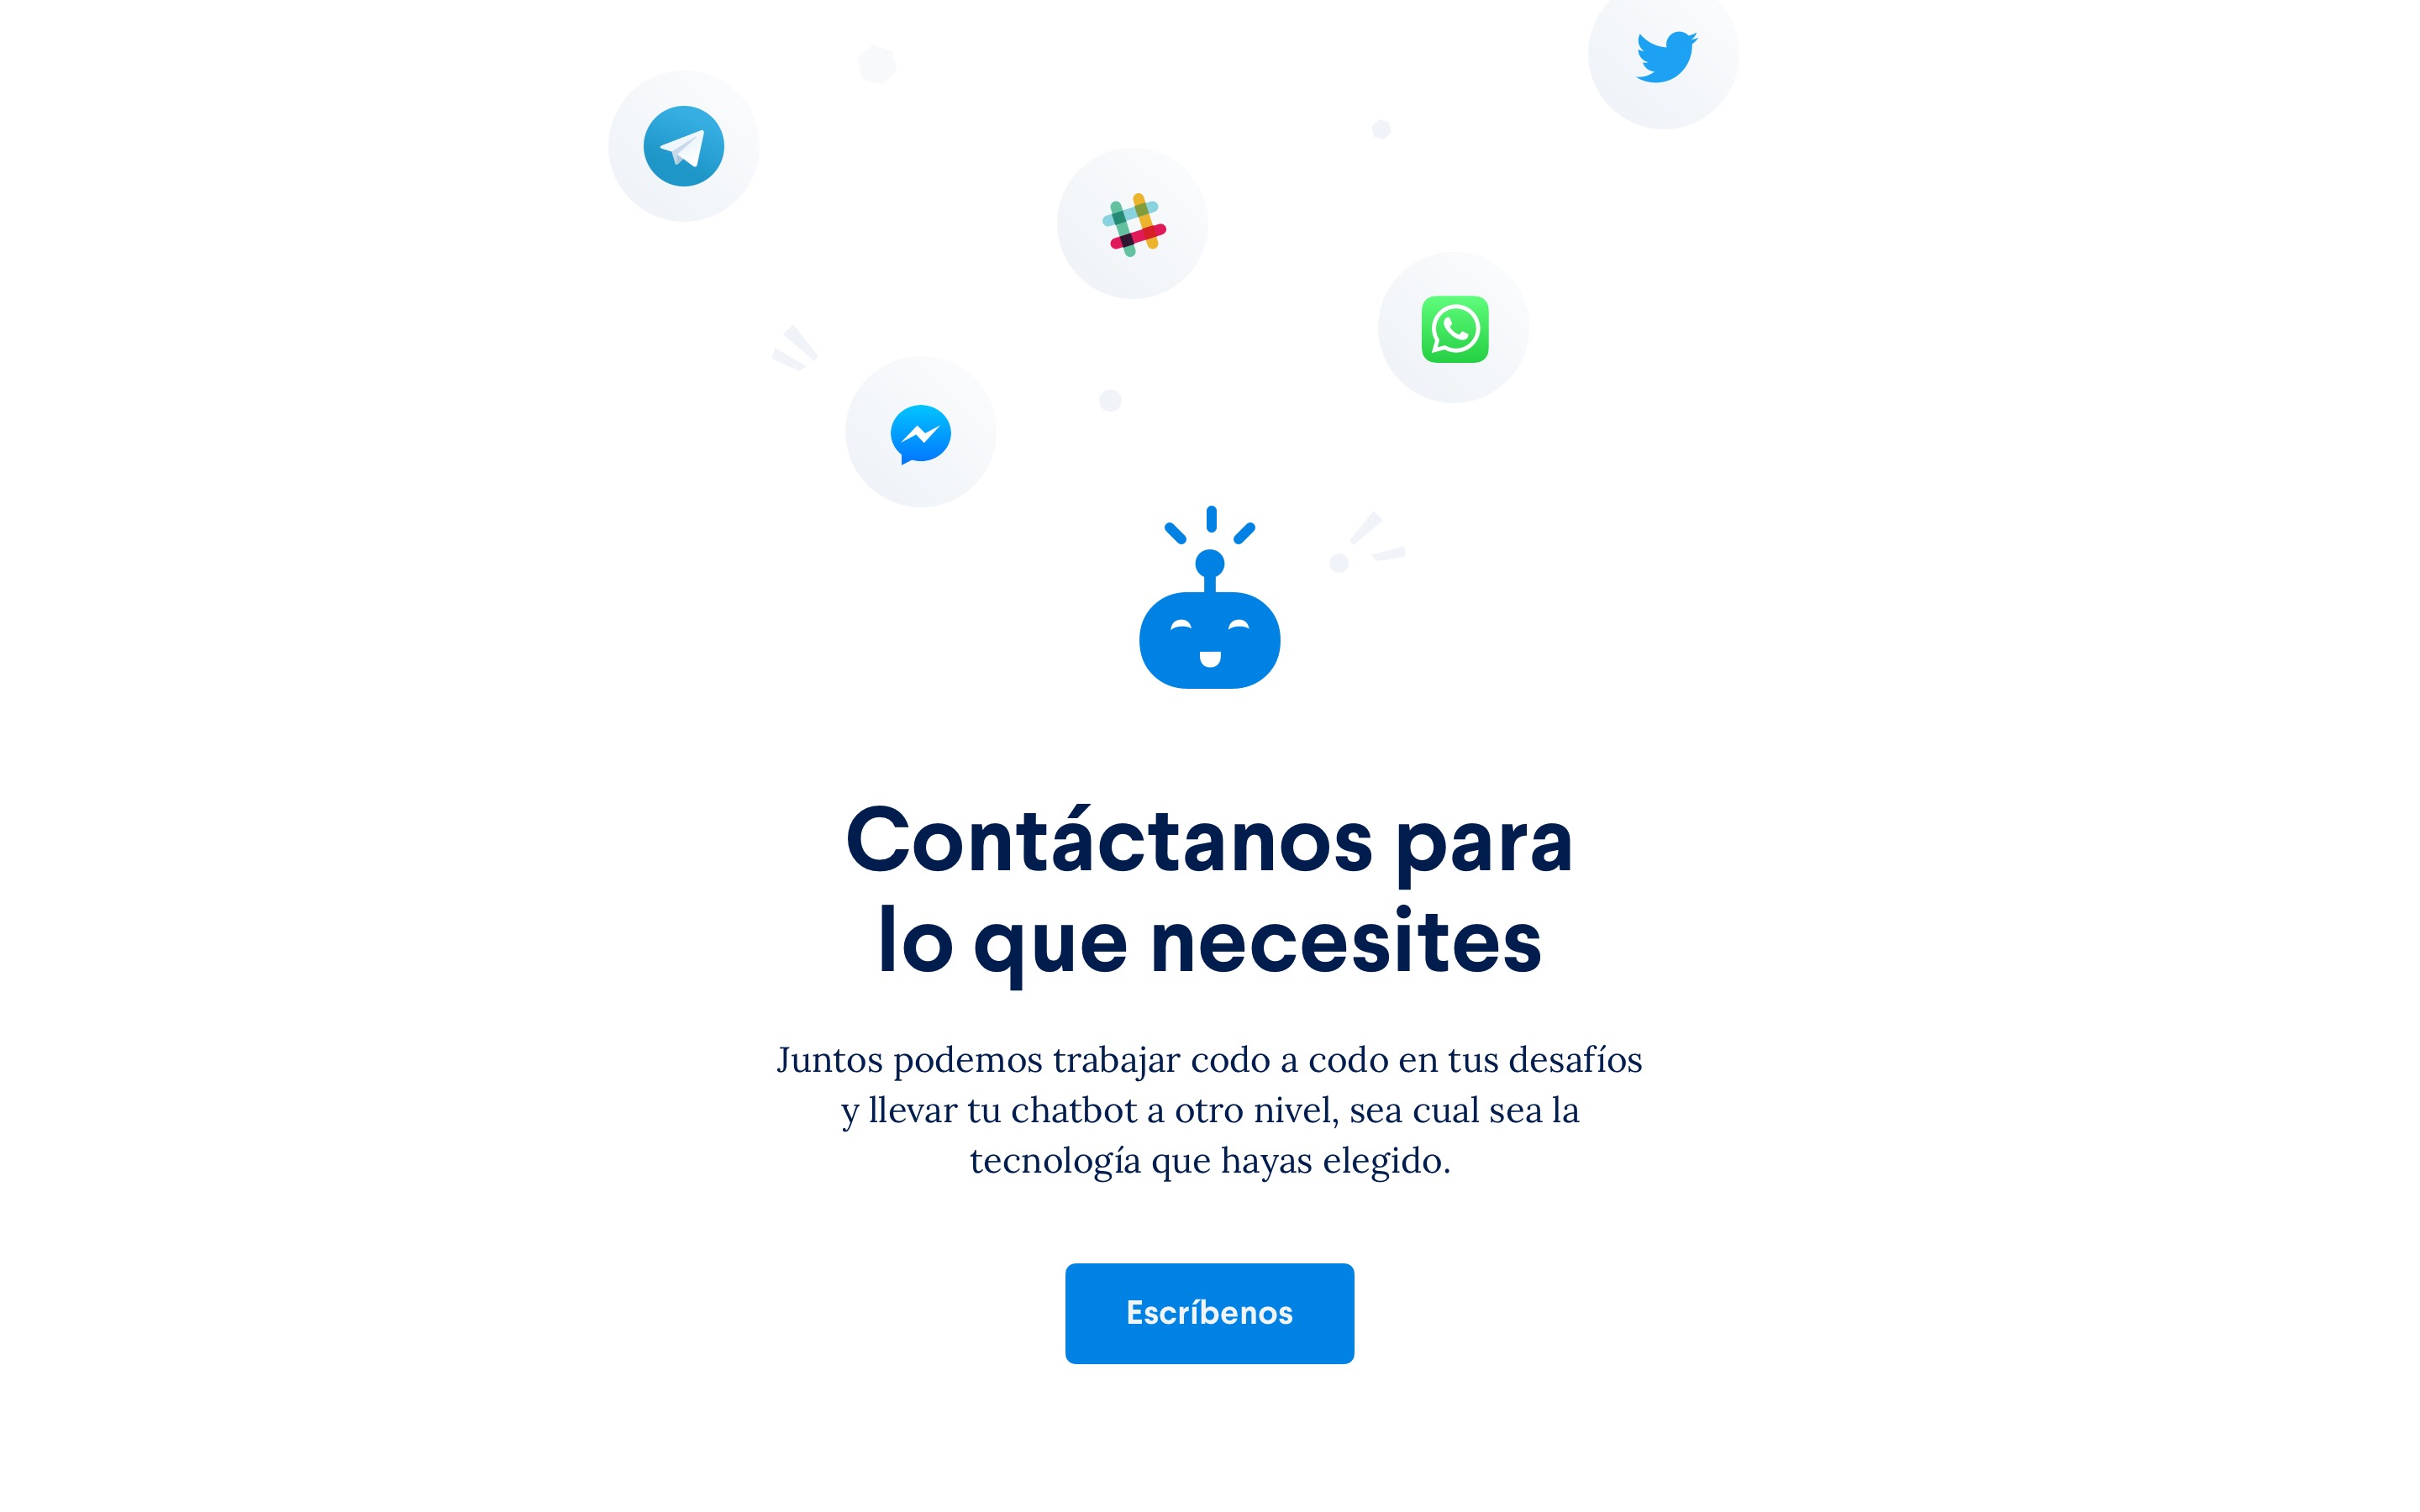 Contáctanos para
lo que necesites
Juntos podemos trabajar codo a codo en tus desafíos
y llevar tu chatbot a otro nivel, sea cual sea la
tecnología que hayas elegido.
Escríbenos